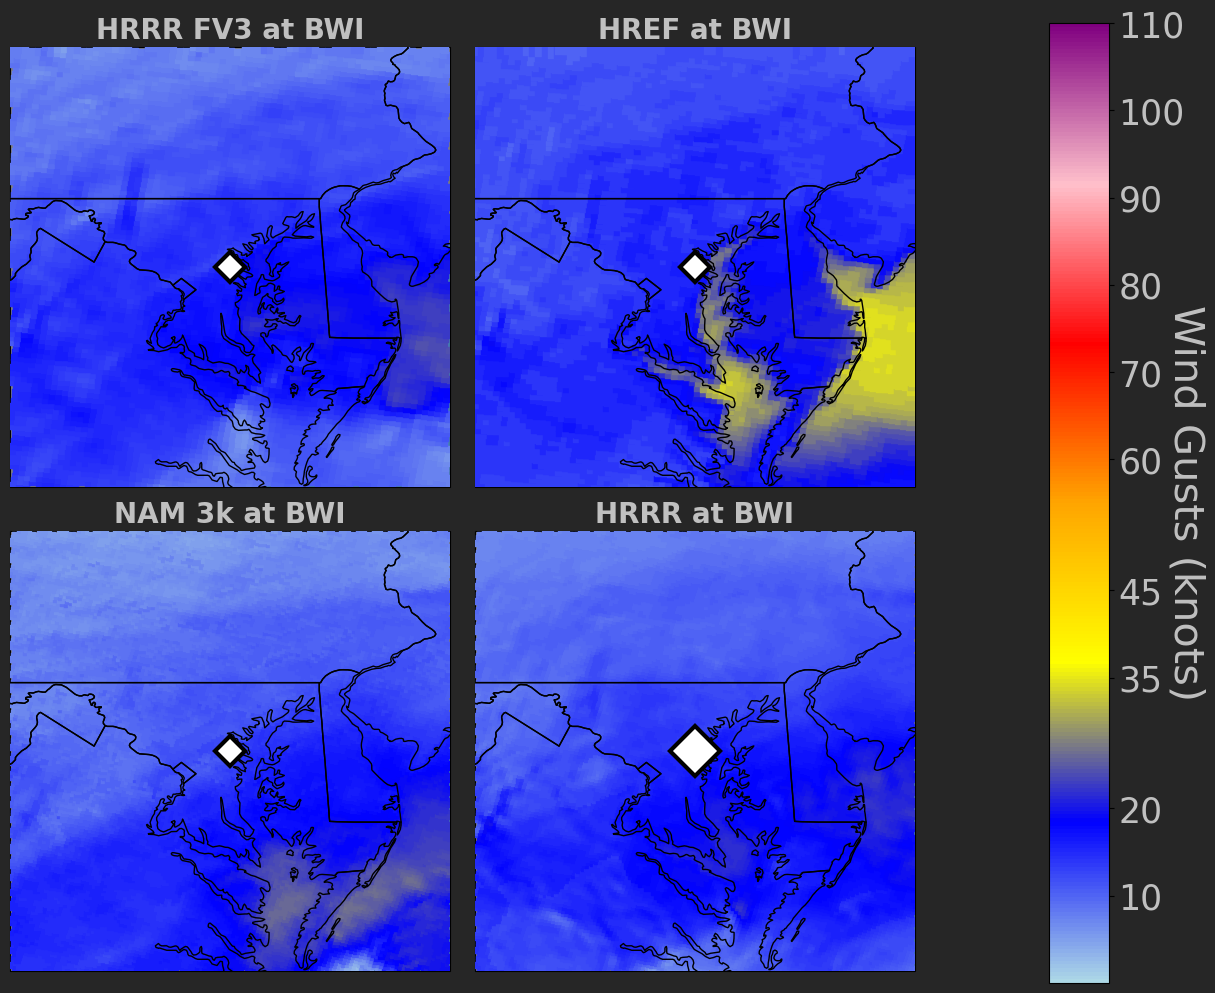 HRRR FV3 at BWI
HREF at BWI
NAM 3k at BWI
HRRR at BWI
110
100
90
80
70
60
45
35
20
10
Wind Gusts (knots)